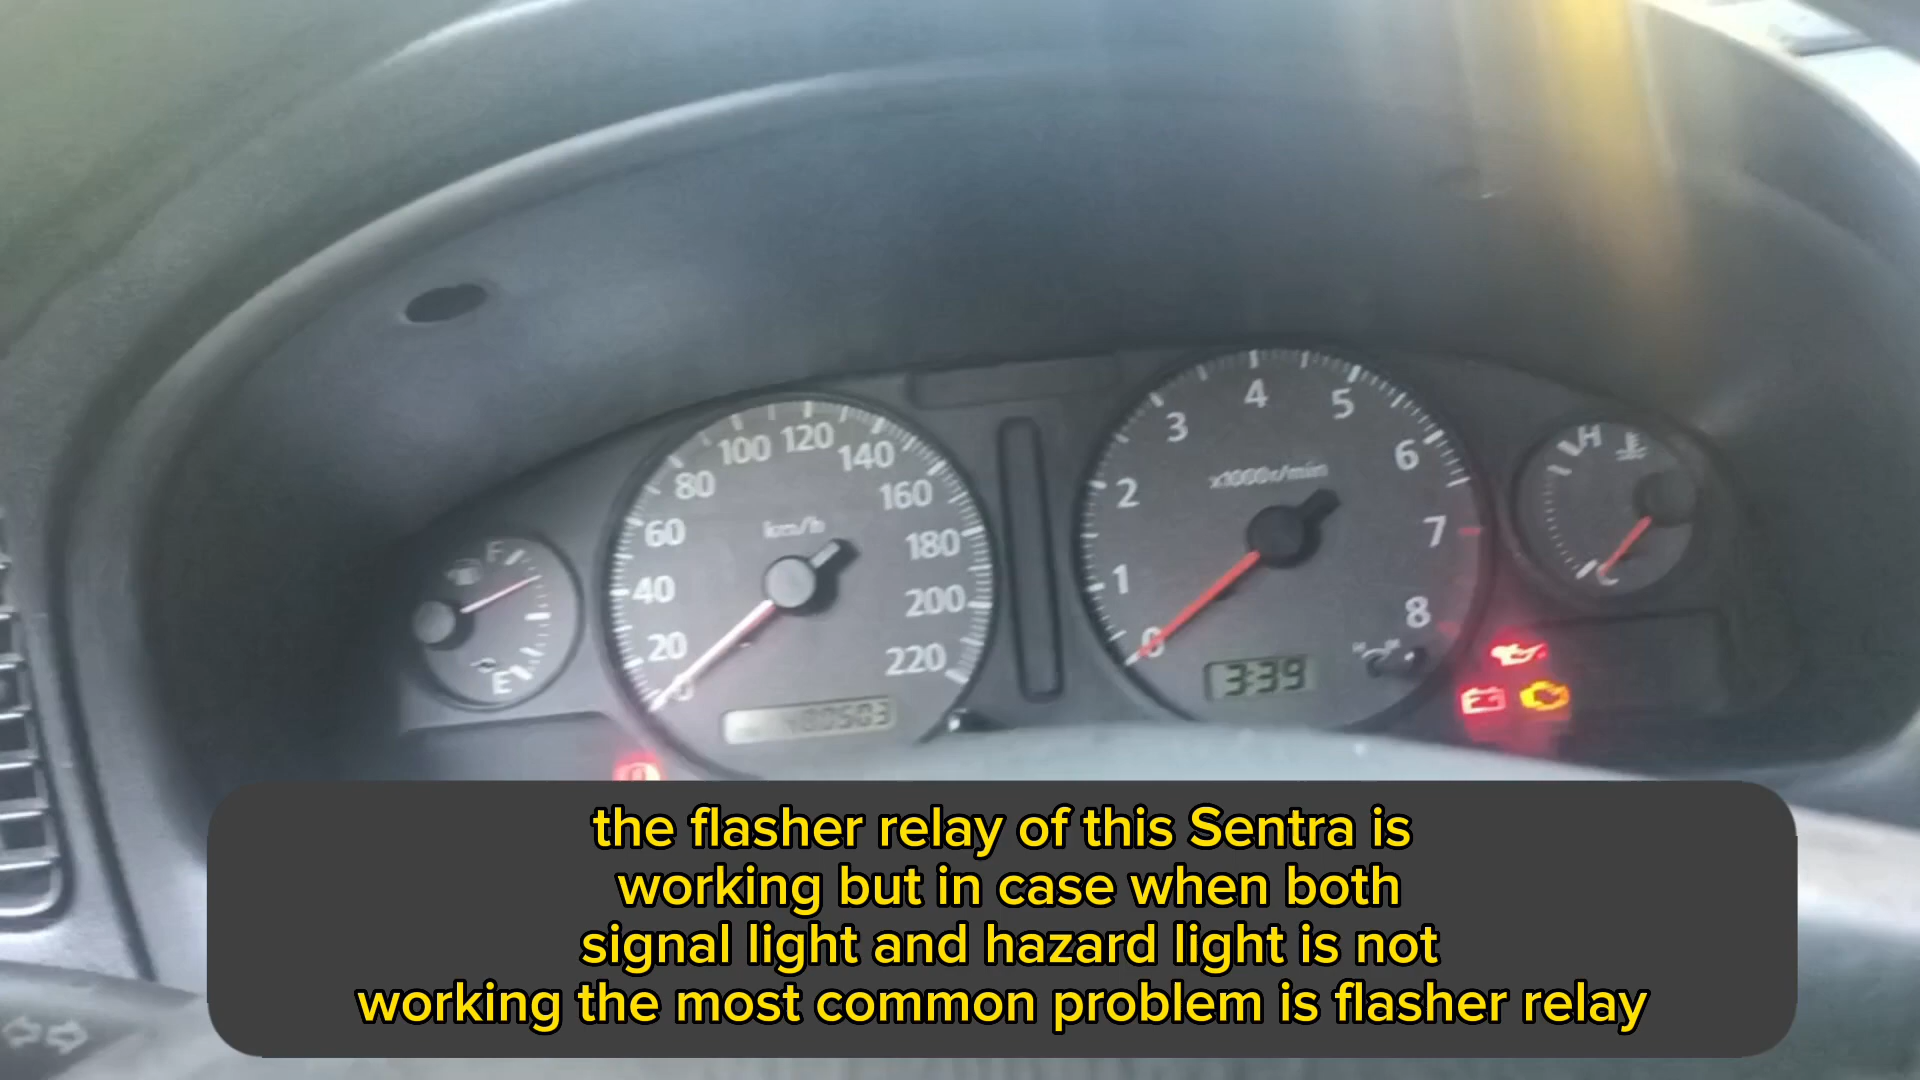 H
4
5
3
100 120
140
6
80
160
x1000r/min
2
60
km/h
7
180
F
1
40
200
C
8
20
0
220
E
3:39
0
the flasher relay of this Sentra is
working but in case when both
signal light and hazard light is not
working the most common problem is flasher relay